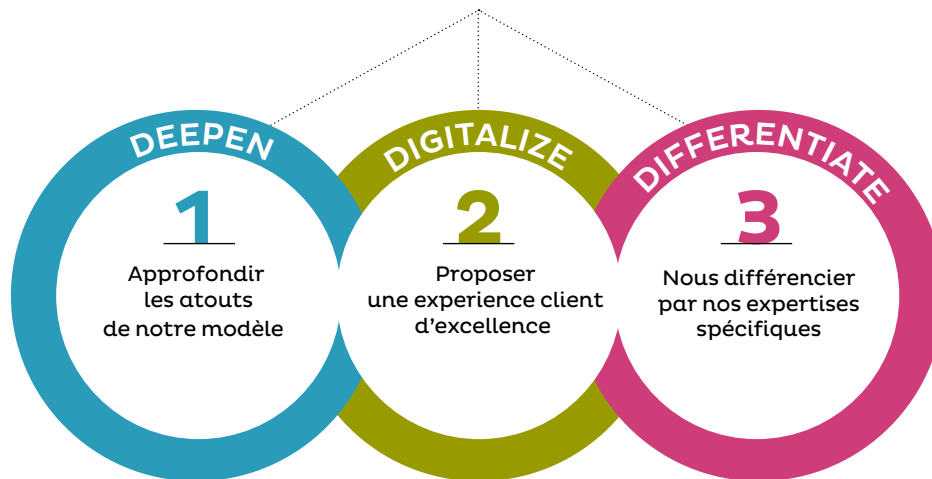 DEEPEN
1
Approfondir
les atouts
de notre modèle
DIGITALIZE
2
Proposer
une experience client
d'excellence
DIFFERENTIATE
3
Nous différencier
par nos expertises
spécifiques